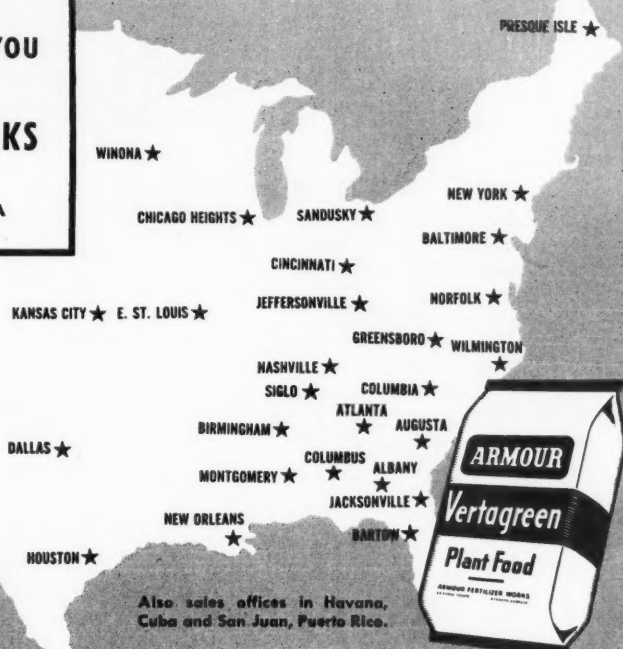 YOU
KS
A
PRESQUE ISLE
WINONA
NEW YORK
CHICAGO HEIGHTS
SANDUSKY
BALTIMORE
CINCINNATI
KANSAS CITY
E. ST. LOUIS
JEFFERSONVILLE
NORFOLK
GREENSBORO
WILMINGTON
NASHVILLE
SIGLO
COLUMBIA
ATLANTA
AUGUSTA
BIRMINGHAM
DALLAS
COLUMBUS
ALBANY
MONTGOMERY
JACKSONVILLE
NEW ORLEANS
BARTOW
HOUSTON
Also sales offices in Havana,
Cuba and San Juan, Puerto Rico.
ARMOUR
Vertagreen
Plant Food
ARMOUR FERTILIZER WORKS